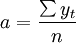 a = ∑ y_t / n